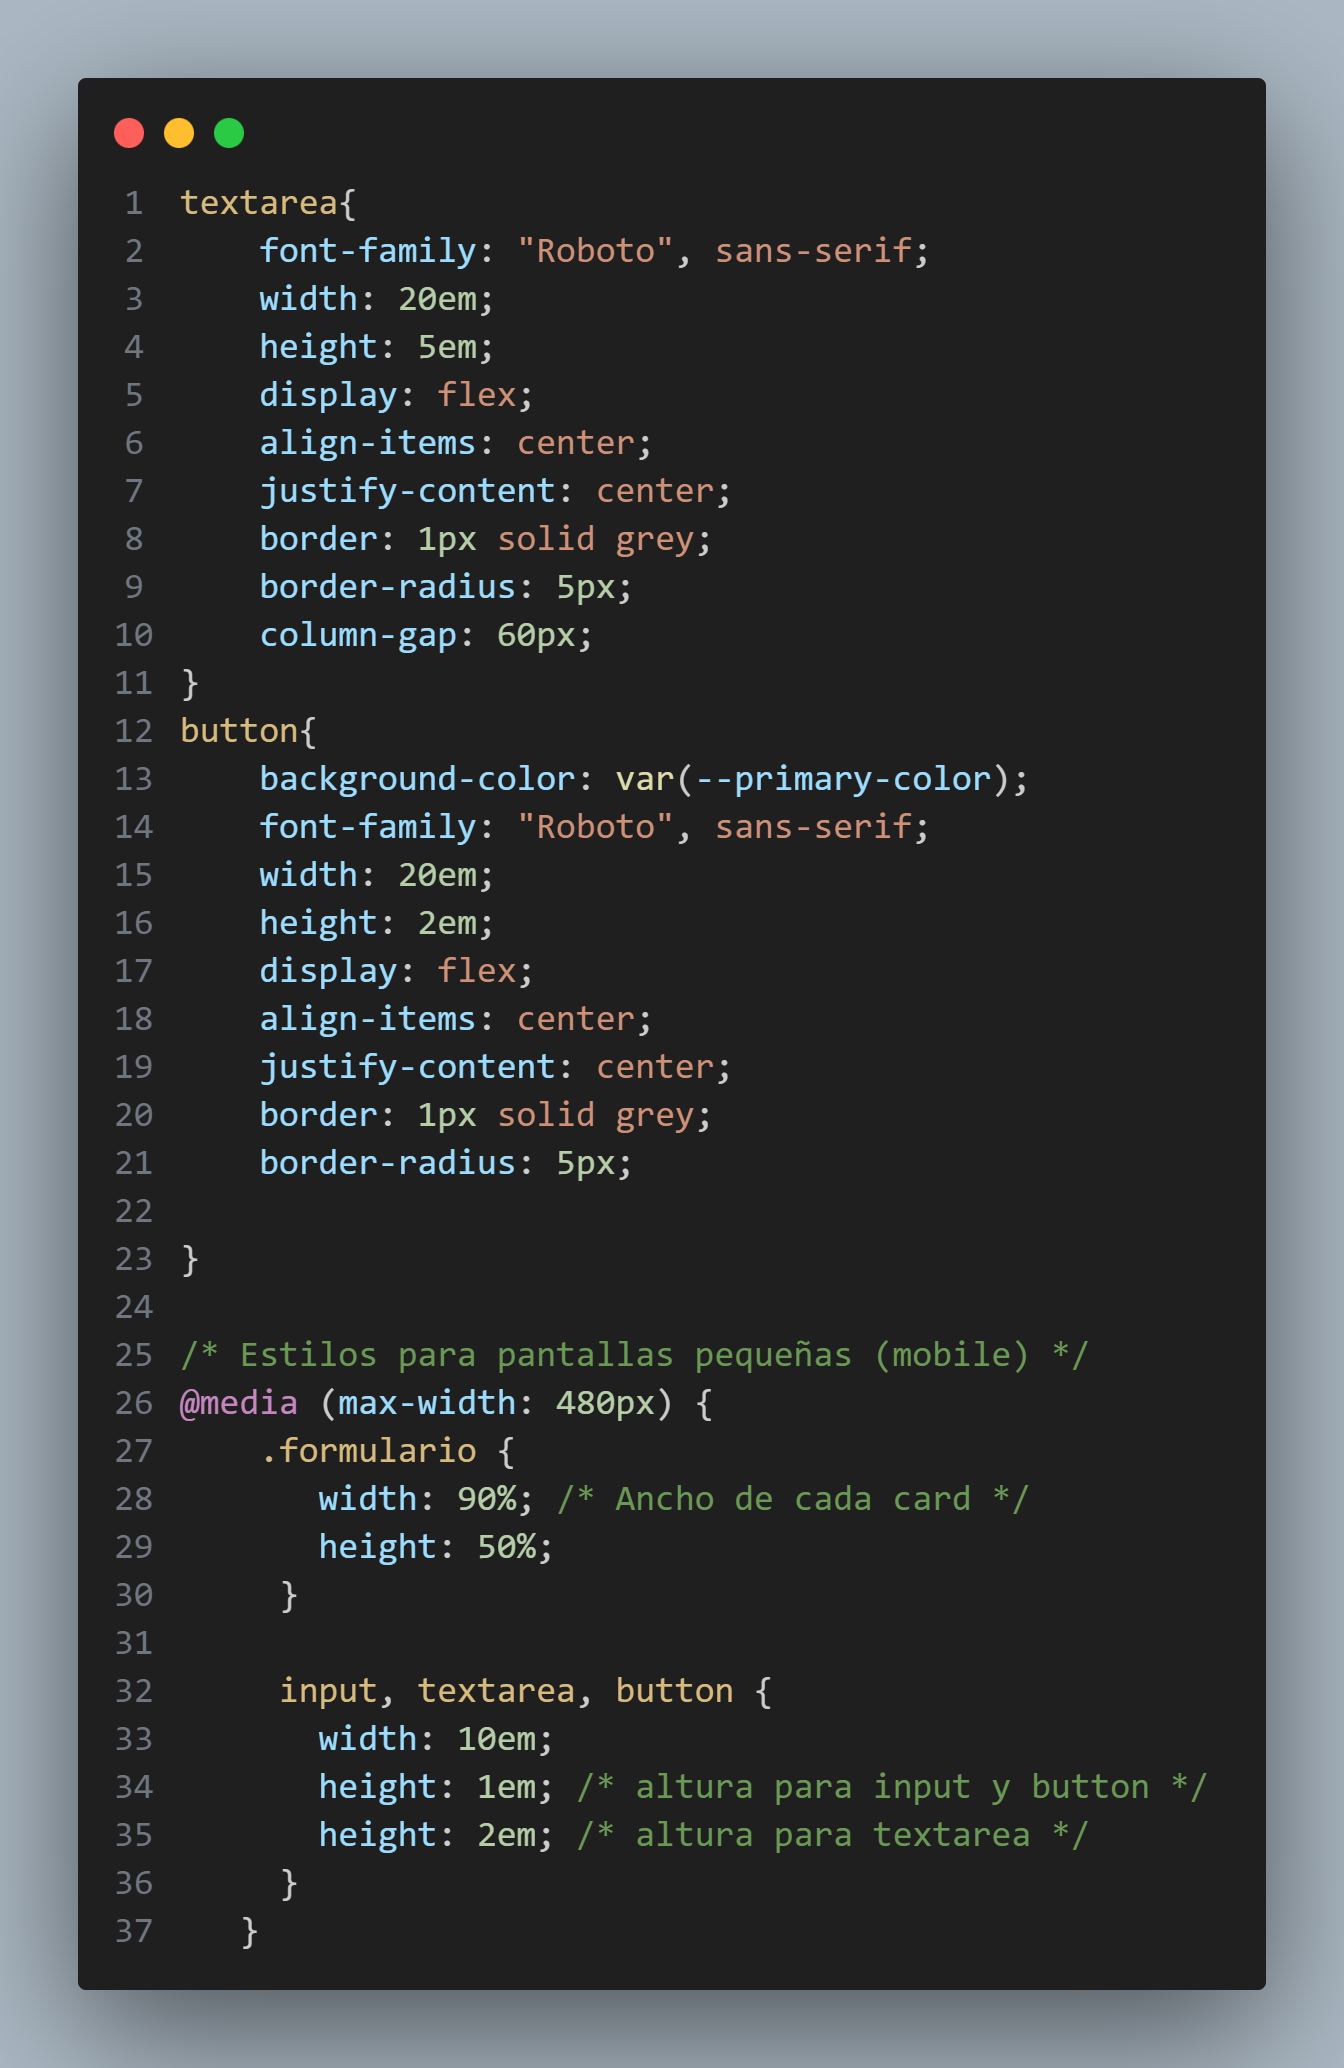 1 textarea{
2     font-family: "Roboto", sans-serif;
3     width: 20em;
4     height: 5em;
5     display: flex;
6     align-items: center;
7     justify-content: center;
8     border: 1px solid grey;
9     border-radius: 5px;
10     column-gap: 60px;
11 }
12 button{
13     background-color: var(--primary-color);
14     font-family: "Roboto", sans-serif;
15     width: 20em;
16     height: 2em;
17     display: flex;
18     align-items: center;
19     justify-content: center;
20     border: 1px solid grey;
21     border-radius: 5px;
22
23 }
24
25 /* Estilos para pantallas pequeñas (mobile) */
26 @media (max-width: 480px) {
27     .formulario {
28        width: 90%; /* Ancho de cada card */
29        height: 50%;
30      }
31
32      input, textarea, button {
33        width: 10em;
34        height: 1em; /* altura para input y button */
35        height: 2em; /* altura para textarea */
36      }
37    }